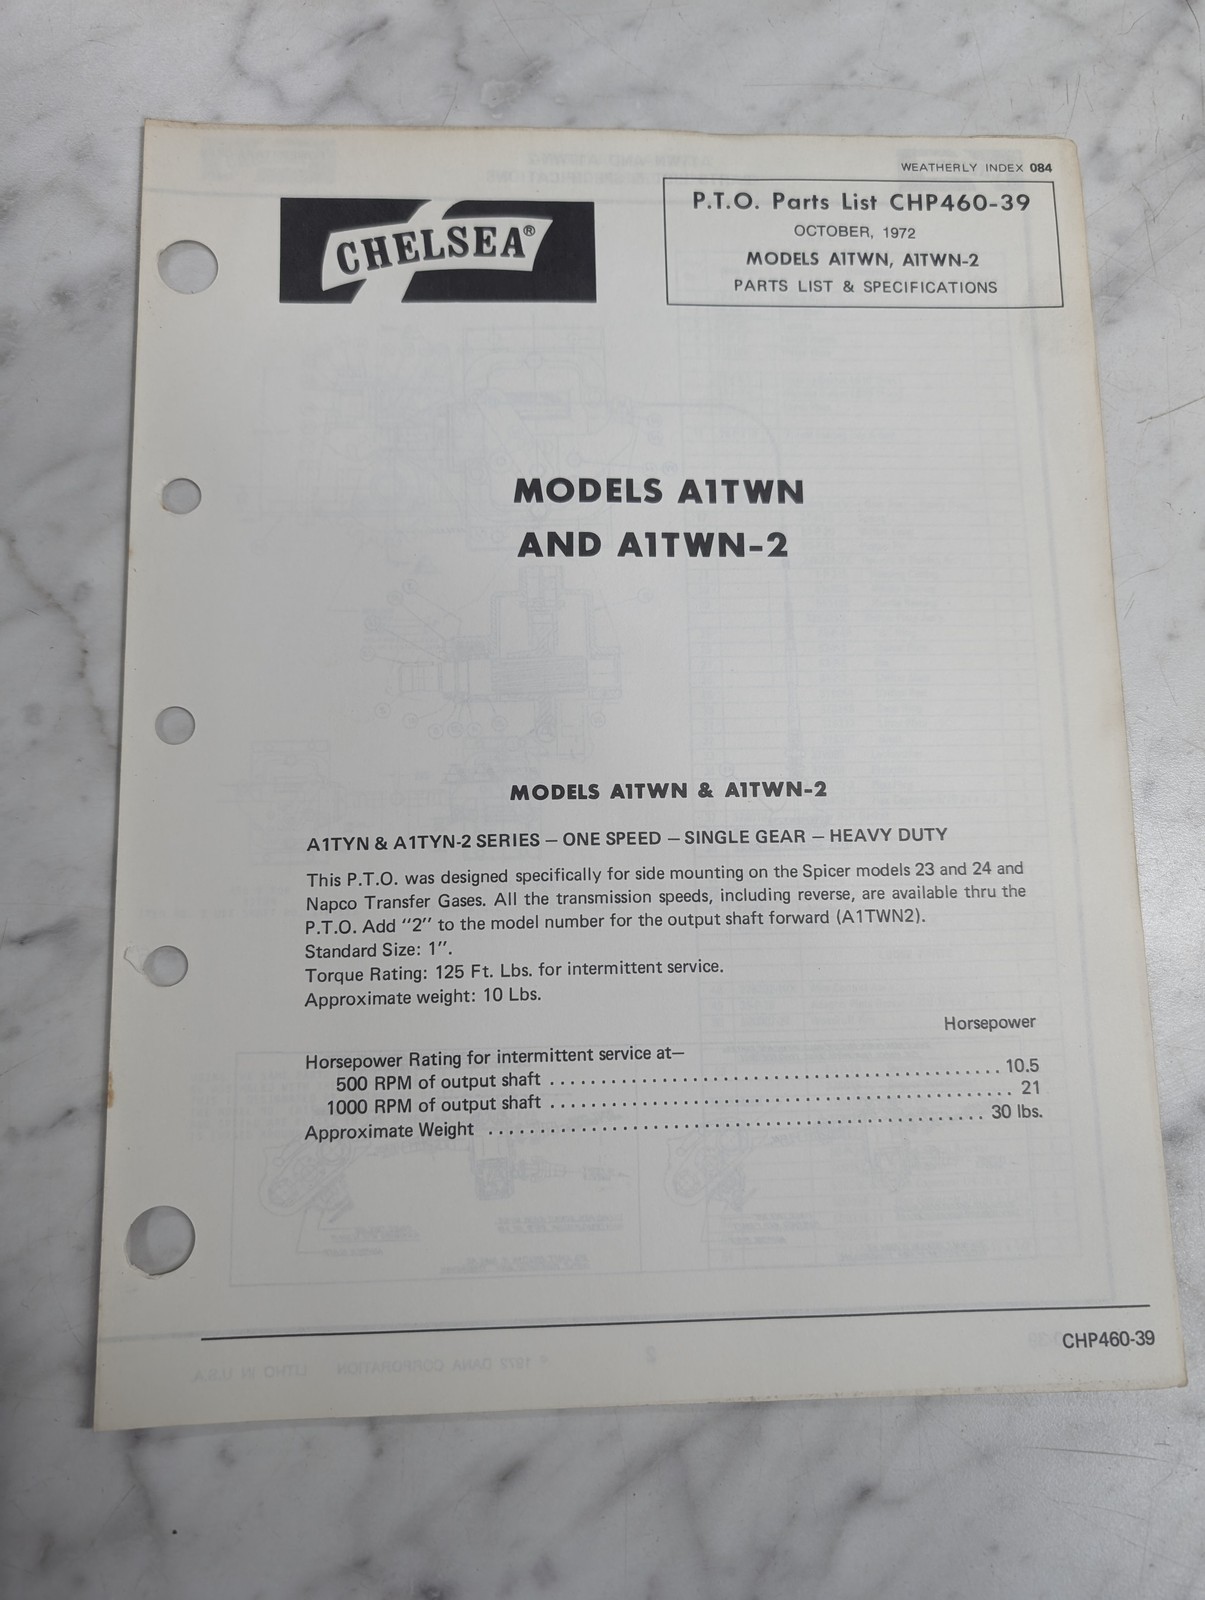 WEATHERLY INDEX 084
CHELSEA®
P.T.O. Parts List CHP460-39
OCTOBER, 1972
MODELS A1TWN, A1TWN-2
PARTS LIST & SPECIFICATIONS
MODELS A1TWN
AND A1TWN-2
MODELS A1TWN & A1TWN-2
A1TYN & A1TYN-2 SERIES — ONE SPEED — SINGLE GEAR — HEAVY DUTY
This P.T.O. was designed specifically for side mounting on the Spicer models 23 and 24 and
Napco Transfer Gases. All the transmission speeds, including reverse, are available thru the
P.T.O. Add "2" to the model number for the output shaft forward (A1TWN2).
Standard Size: 1".
Torque Rating: 125 Ft. Lbs. for intermittent service.
Approximate weight: 10 Lbs.
Horsepower
Horsepower Rating for intermittent service at—
500 RPM of output shaft . . . . . . . . . . . . . . . . . . . . . . . . . . . . . . . . . . . . . . . . . . . . 10.5
1000 RPM of output shaft . . . . . . . . . . . . . . . . . . . . . . . . . . . . . . . . . . . . . . . . . . . . . 21
Approximate Weight . . . . . . . . . . . . . . . . . . . . . . . . . . . . . . . . . . . . . . . . . . . . . . . . 30 lbs.
CHP460-39
© 1972 DANA CORPORATION LITHO IN U.S.A.
2